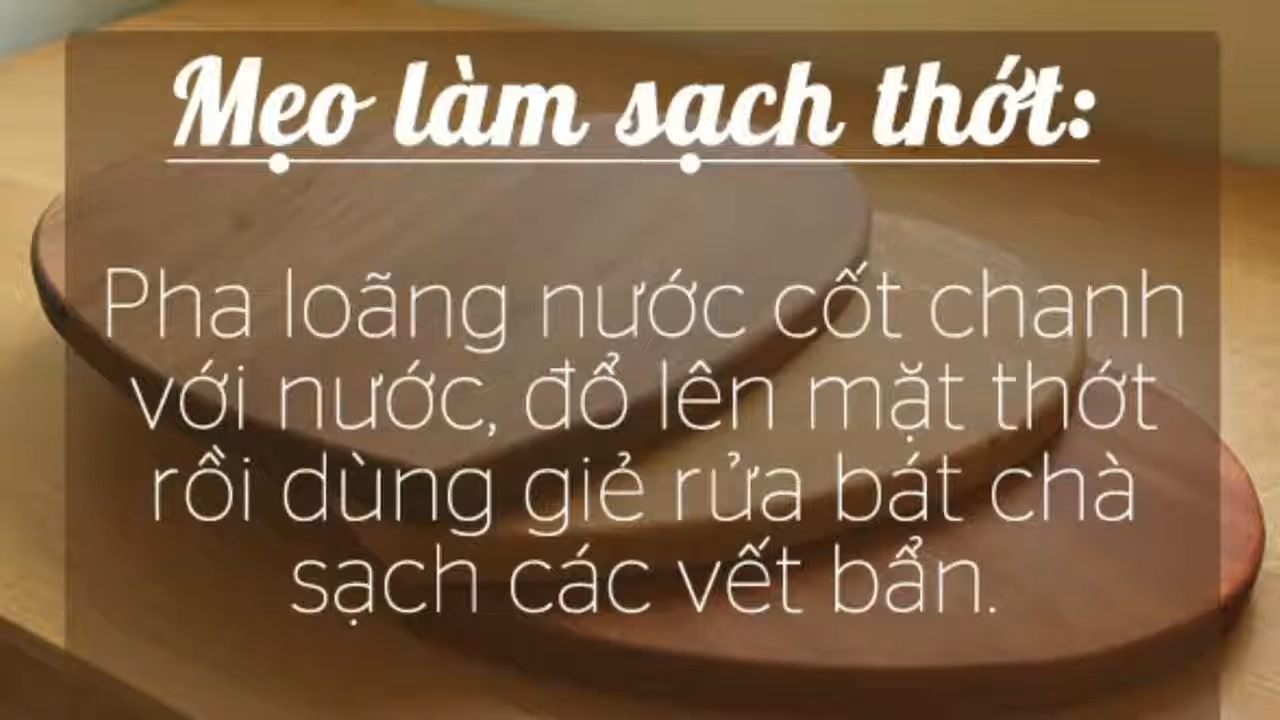 Mẹo làm sạch thớt:
Pha loãng nước cốt chanh
với nước, đổ lên mặt thớt
rồi dùng giẻ rửa bát chà
sạch các vết bẩn.